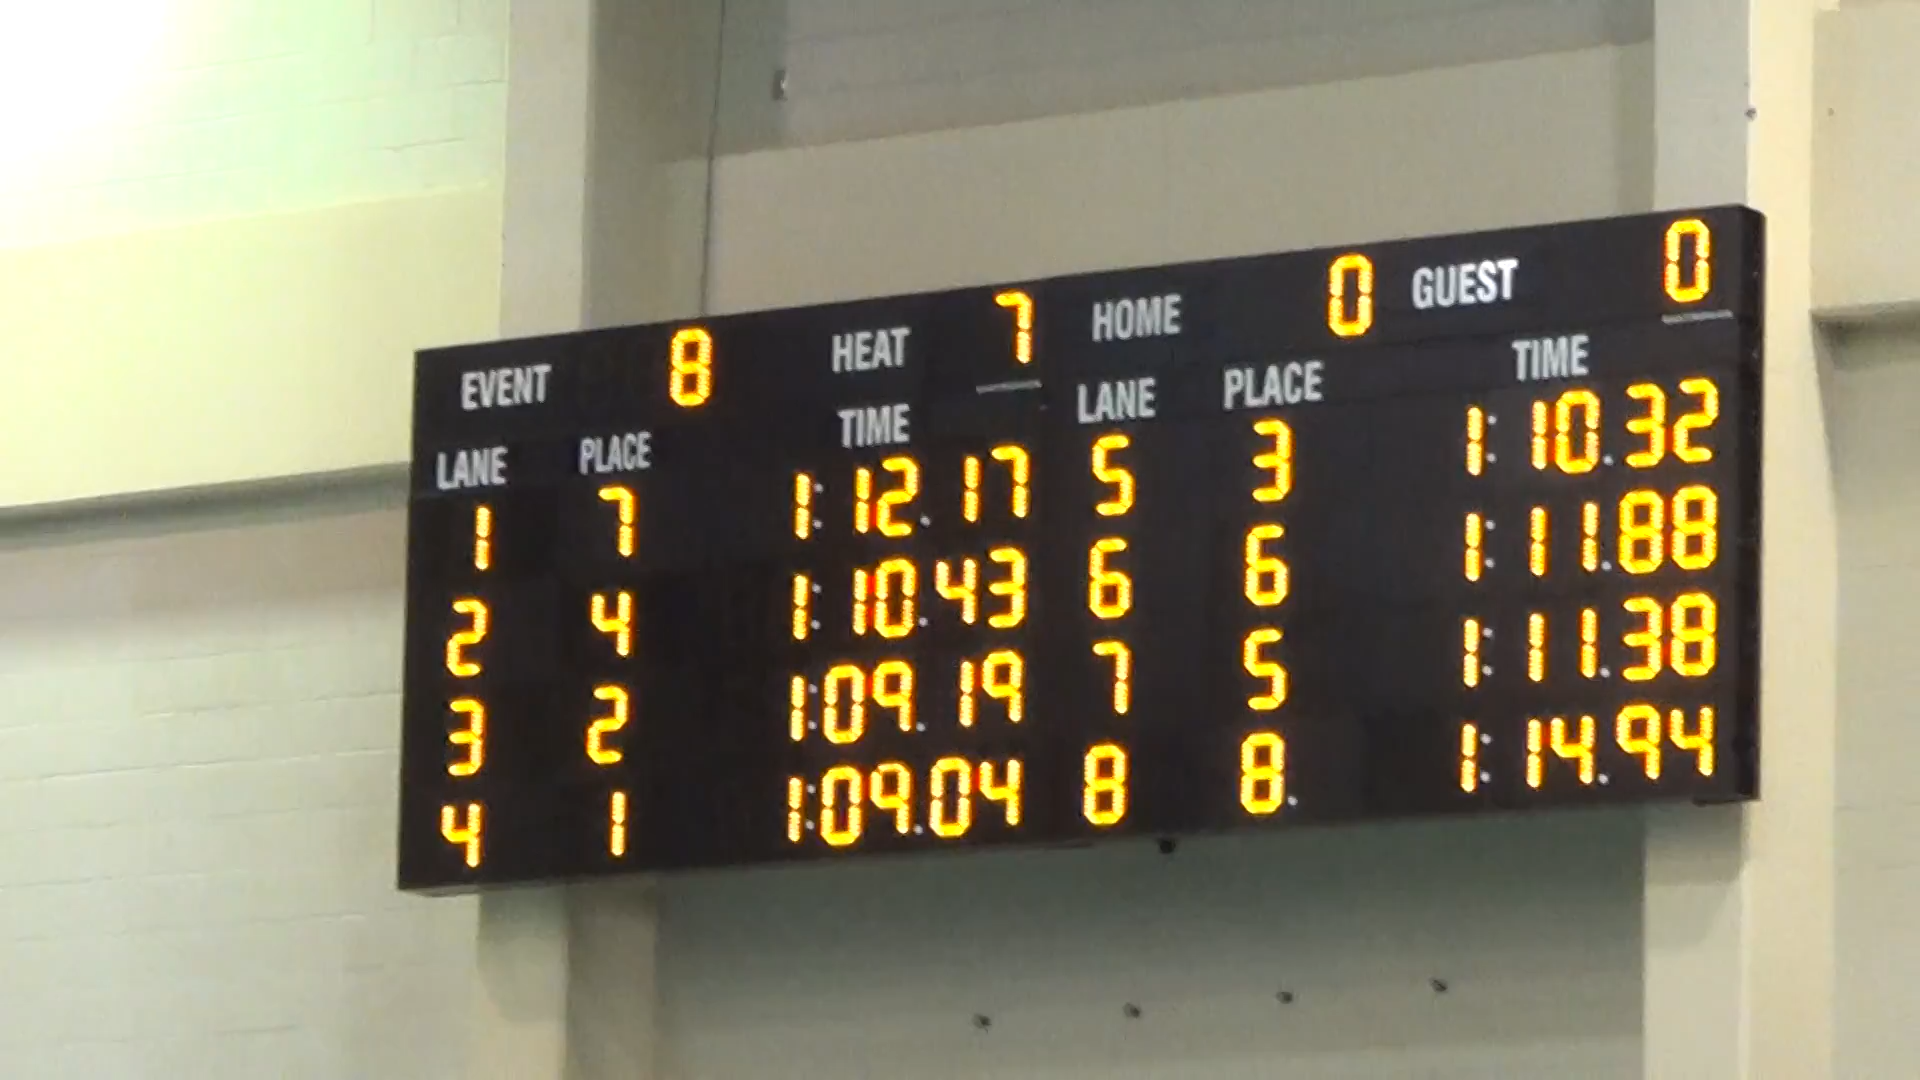 EVENT 8 HEAT 7 HOME 0 GUEST 0
LANE PLACE TIME LANE PLACE TIME
1 7 1:12.17 5 3 1:10.32
2 4 1:10.43 6 6 1:11.88
3 2 1:09.19 7 5 1:11.38
4 1 1:09.04 8 8. 1:14.94